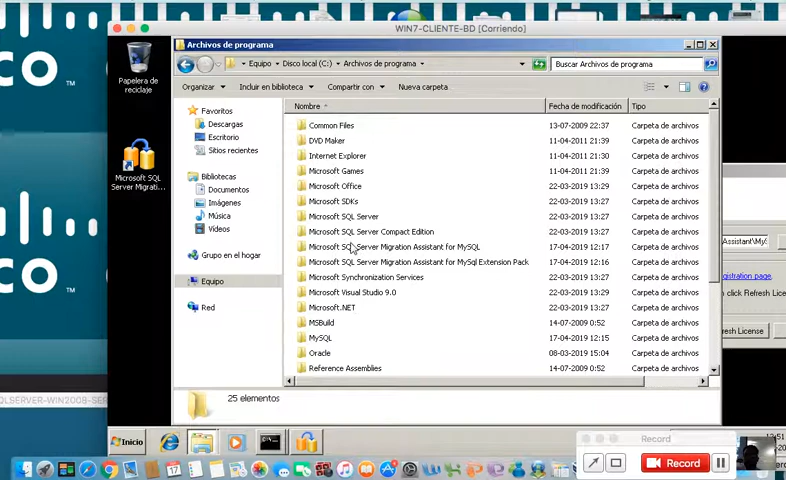 WIN7-CLIENTE-BD [Corriendo]
Archivos de programa
Equipo ▸ Disco local (C:) ▸ Archivos de programa
Buscar Archivos de programa
Organizar
Incluir en biblioteca
Compartir con
Nueva carpeta
Papelera de
reciclaje
Microsoft SQL
Server Migrati...
Favoritos
Descargas
Escritorio
Sitios recientes
Bibliotecas
Documentos
Imágenes
Música
Vídeos
Grupo en el hogar
Equipo
Red
Nombre Fecha de modificación Tipo
Common Files 13-07-2009 22:37 Carpeta de archivos
DVD Maker 11-04-2011 21:30 Carpeta de archivos
Internet Explorer 11-04-2011 21:30 Carpeta de archivos
Microsoft Games 11-04-2011 21:30 Carpeta de archivos
Microsoft Office 22-03-2019 13:29 Carpeta de archivos
Microsoft SDKs 22-03-2019 13:29 Carpeta de archivos
Microsoft SQL Server 22-03-2019 13:29 Carpeta de archivos
Microsoft SQL Server Compact Edition 22-03-2019 13:27 Carpeta de archivos
Microsoft SQL Server Migration Assistant for MySQL 17-04-2019 12:17 Carpeta de archivos
Microsoft SQL Server Migration Assistant for MySql Extension Pack 17-04-2019 12:16 Carpeta de archivos
Microsoft Synchronization Services 22-03-2019 13:27 Carpeta de archivos
Microsoft Visual Studio 9.0 22-03-2019 13:29 Carpeta de archivos
Microsoft.NET 22-03-2019 13:27 Carpeta de archivos
MSBuild 14-07-2009 0:52 Carpeta de archivos
MySQL 17-04-2019 12:15 Carpeta de archivos
Oracle 08-03-2019 15:04 Carpeta de archivos
Reference Assemblies 14-07-2009 0:52 Carpeta de archivos
25 elementos
Assistant\My
registration page.
click Refresh License
resh License
Inicio
Record
Record
co
co